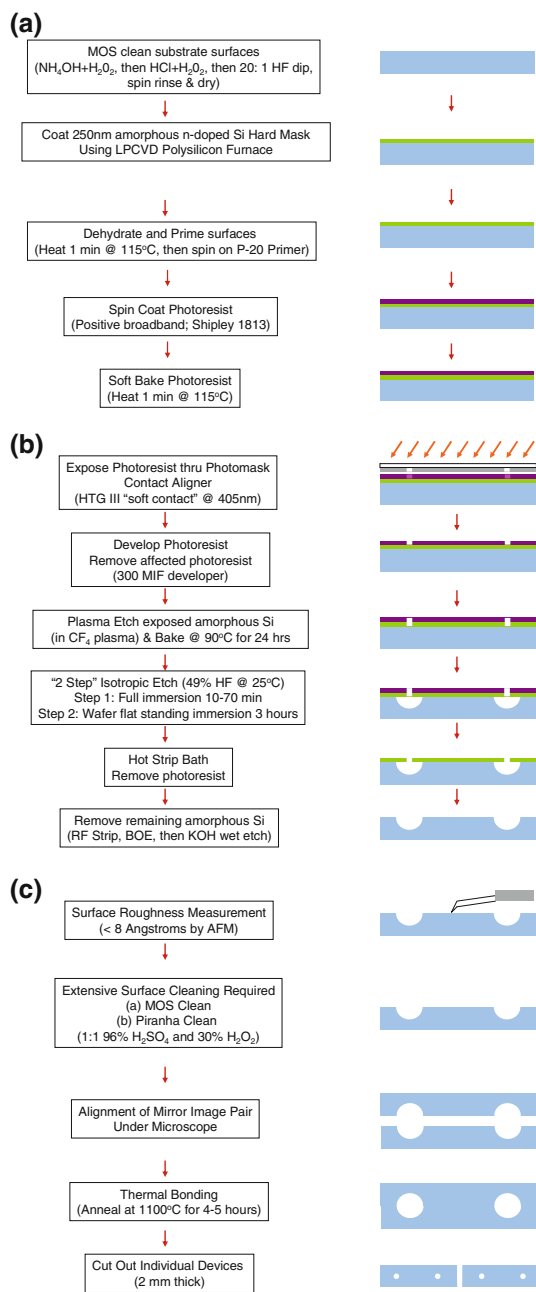 (a)
MOS clean substrate surfaces
(NH₄OH+H₂0₂, then HCl+H₂0₂, then 20: 1 HF dip,
spin rinse & dry)
Coat 250nm amorphous n-doped Si Hard Mask
Using LPCVD Polysilicon Furnace
Dehydrate and Prime surfaces
(Heat 1 min @ 115ºC, then spin on P-20 Primer)
Spin Coat Photoresist
(Positive broadband; Shipley 1813)
Soft Bake Photoresist
(Heat 1 min @ 115ºC)
(b)
Expose Photoresist thru Photomask
Contact Aligner
(HTG III “soft contact” @ 405nm)
Develop Photoresist
Remove affected photoresist
(300 MIF developer)
Plasma Etch exposed amorphous Si
(in CF₄ plasma) & Bake @ 90ºC for 24 hrs
“2 Step” Isotropic Etch (49% HF @ 25ºC)
Step 1: Full immersion 10-70 min
Step 2: Wafer flat standing immersion 3 hours
Hot Strip Bath
Remove photoresist
Remove remaining amorphous Si
(RF Strip, BOE, then KOH wet etch)
(c)
Surface Roughness Measurement
(< 8 Angstroms by AFM)
Extensive Surface Cleaning Required
(a) MOS Clean
(b) Piranha Clean
(1:1 96% H₂SO₄ and 30% H₂O₂)
Alignment of Mirror Image Pair
Under Microscope
Thermal Bonding
(Anneal at 1100ºC for 4-5 hours)
Cut Out Individual Devices
(2 mm thick)